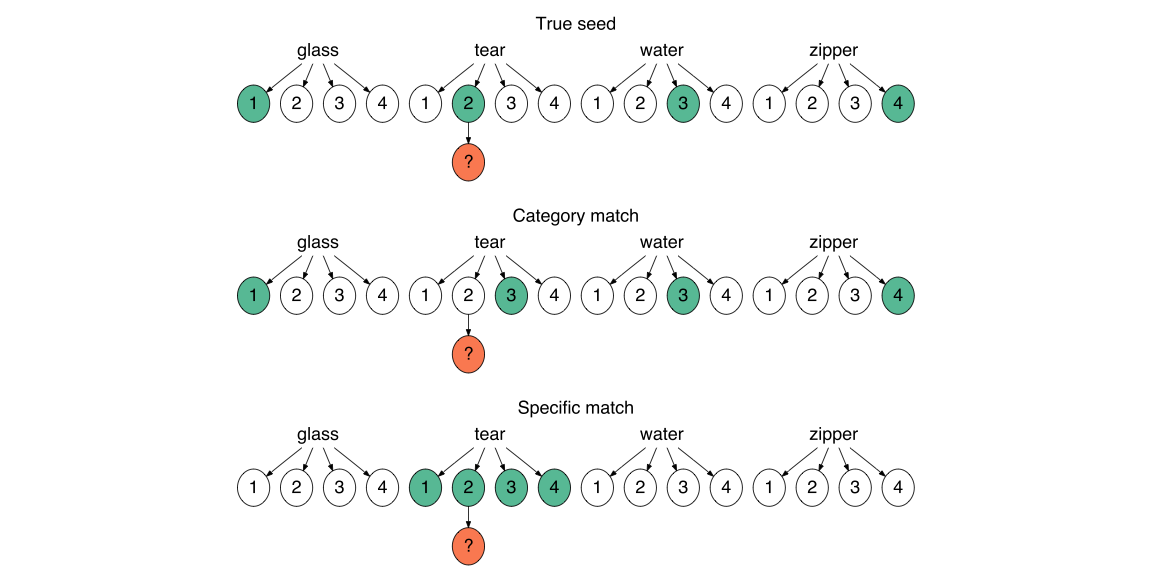 True seed
glass tear water zipper
1 2 3 4 1 2 3 4 1 2 3 4 1 2 3 4
?
Category match
glass tear water zipper
1 2 3 4 1 2 3 4 1 2 3 4 1 2 3 4
?
Specific match
glass tear water zipper
1 2 3 4 1 2 3 4 1 2 3 4 1 2 3 4
?